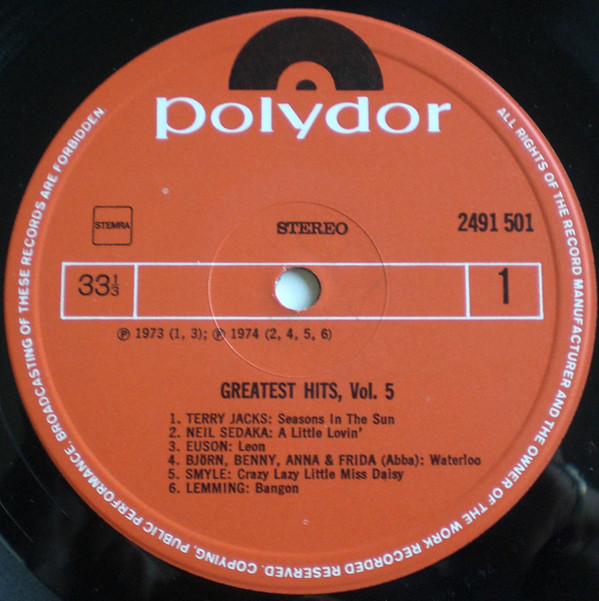 polydor
ALL RIGHTS OF THE RECORD MANUFACTURER AND THE OWNER OF THE WORK RECORDED RESERVED. COPYING, PUBLIC PERFORMANCE, BROADCASTING OF THESE RECORDS ARE FORBIDDEN
STEMRA
STEREO
2491 501
33⅓
1
℗ 1973 (1, 3); ℗ 1974 (2, 4, 5, 6)
GREATEST HITS, Vol. 5
1. TERRY JACKS: Seasons In The Sun
2. NEIL SEDAKA: A Little Lovin'
3. EUSON: Leon
4. BJÖRN, BENNY, ANNA & FRIDA (Abba): Waterloo
5. SMYLE: Crazy Lazy Little Miss Daisy
6. LEMMING: Bangon